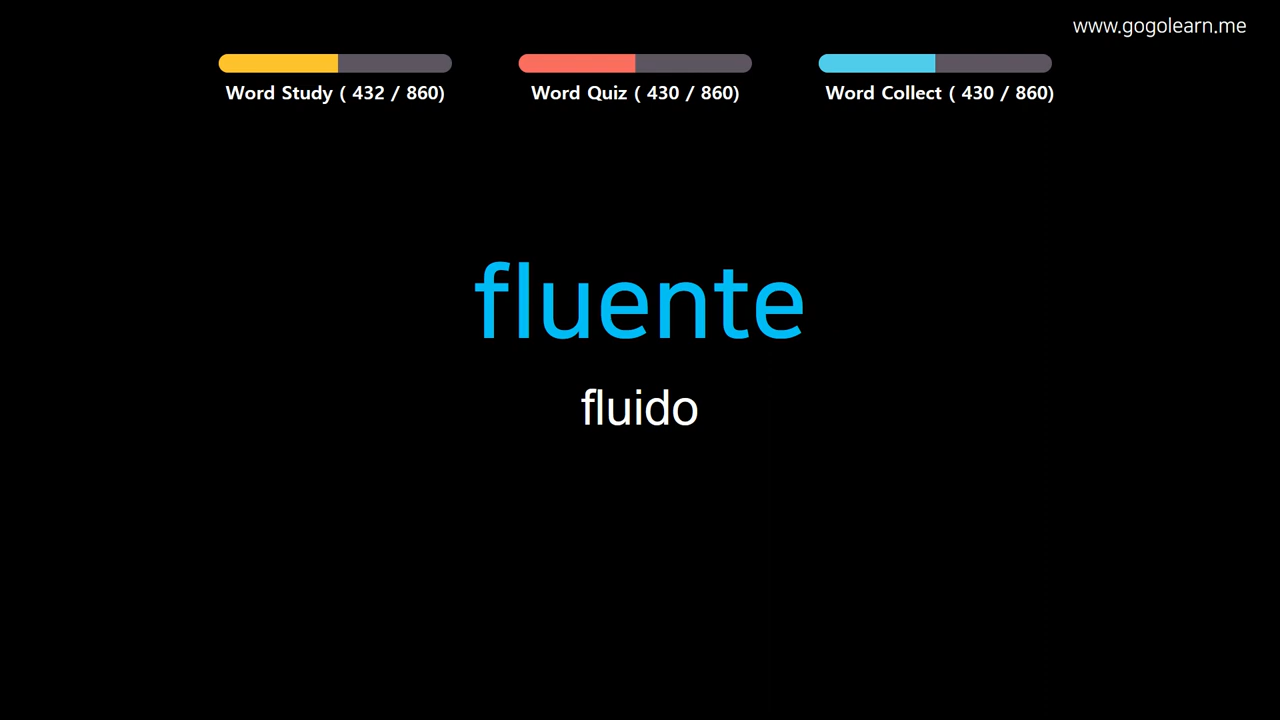 www.gogolearn.me
Word Study ( 432 / 860)
Word Quiz ( 430 / 860)
Word Collect ( 430 / 860)
fluente
fluido